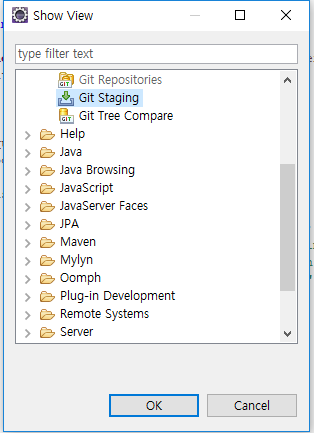 Show View
type filter text
Git Repositories
Git Staging
Git Tree Compare
Help
Java
Java Browsing
JavaScript
JavaServer Faces
JPA
Maven
Mylyn
Oomph
Plug-in Development
Remote Systems
Server
OK
Cancel